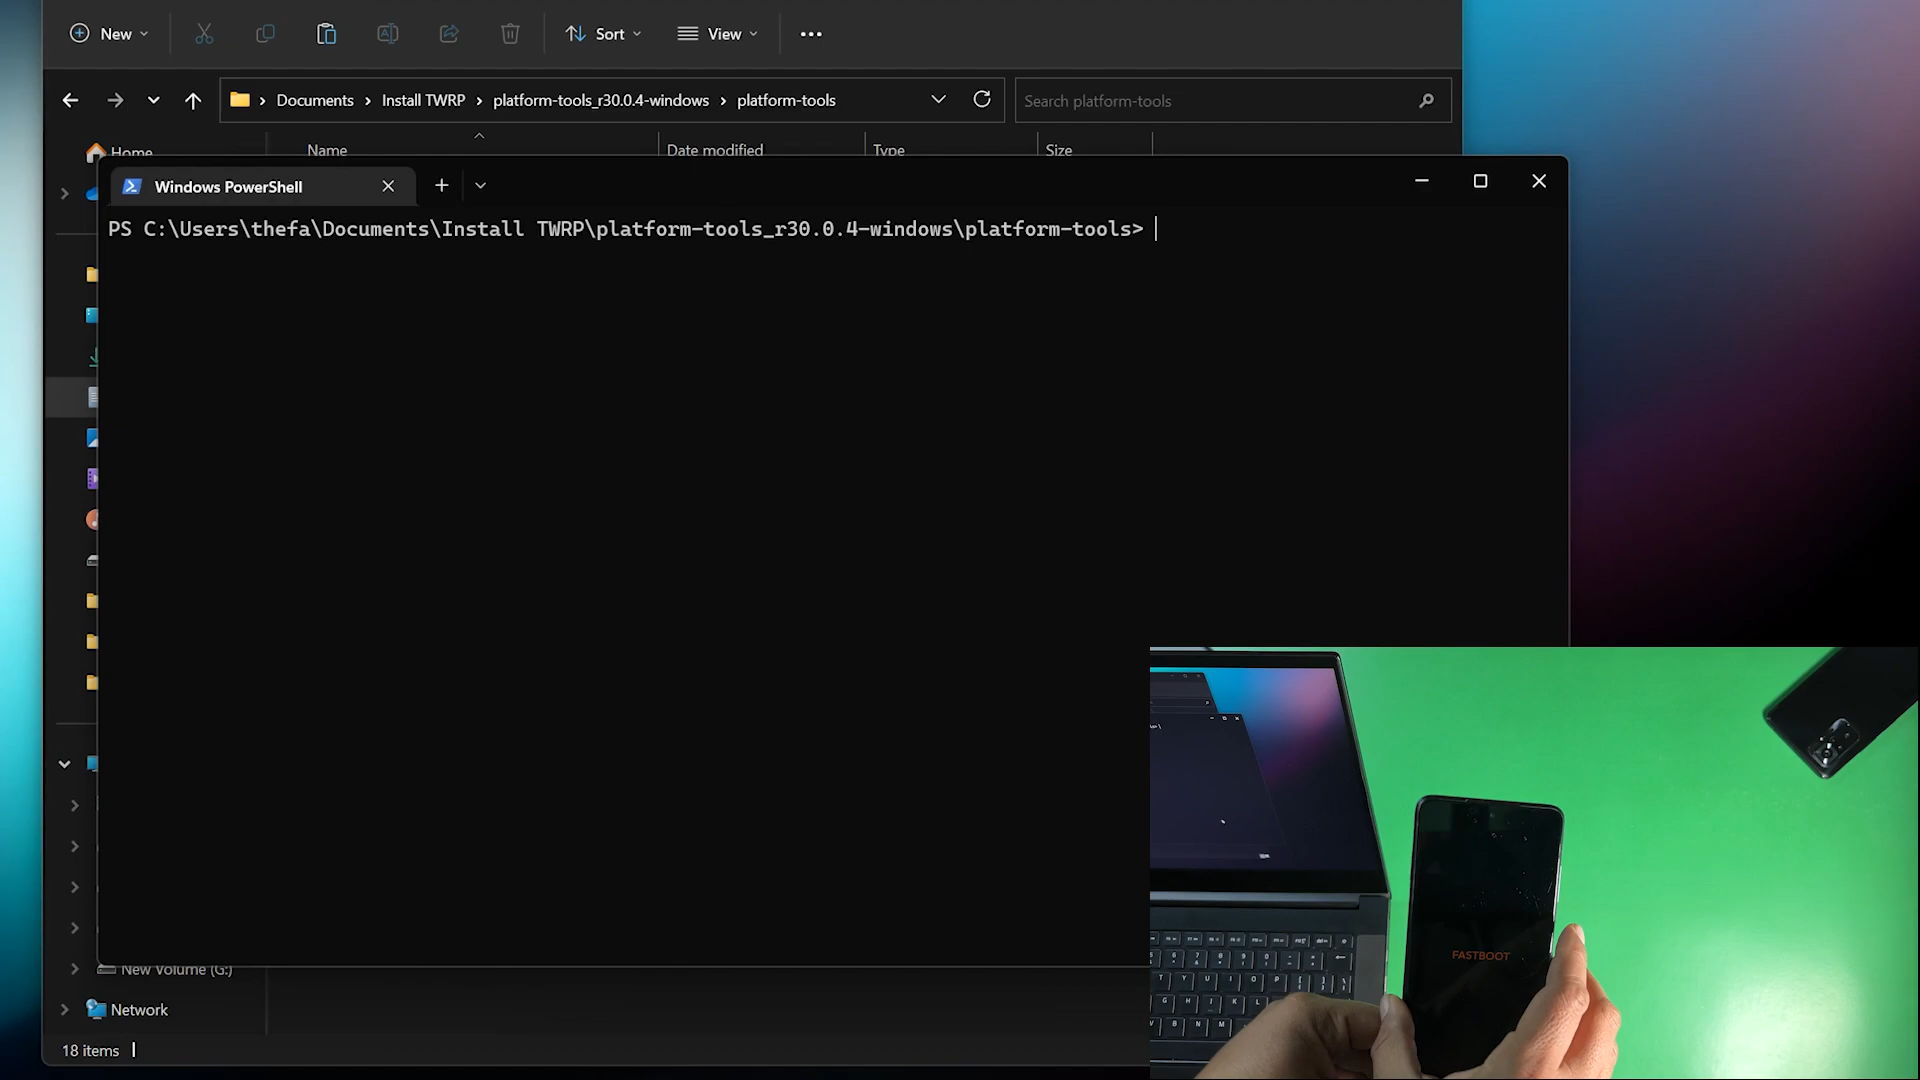 New
Sort
View
Documents
Install TWRP
platform-tools_r30.0.4-windows
platform-tools
Search platform-tools
Home
Name
Date modified
Type
Size
Windows PowerShell
PS C:\Users\thefa\Documents\Install TWRP\platform-tools_r30.0.4-windows\platform-tools>
New Volume (G:)
Network
18 items
FASTBOOT